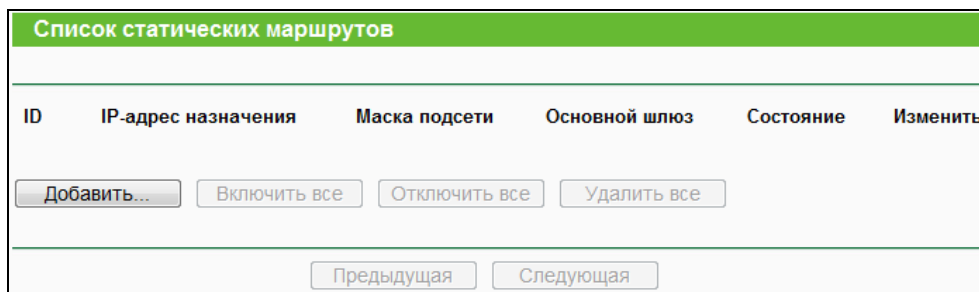 Список статических маршрутов
ID IP-адрес назначения Маска подсети Основной шлюз Состояние Изменить
Добавить... Включить все Отключить все Удалить все
Предыдущая Следующая